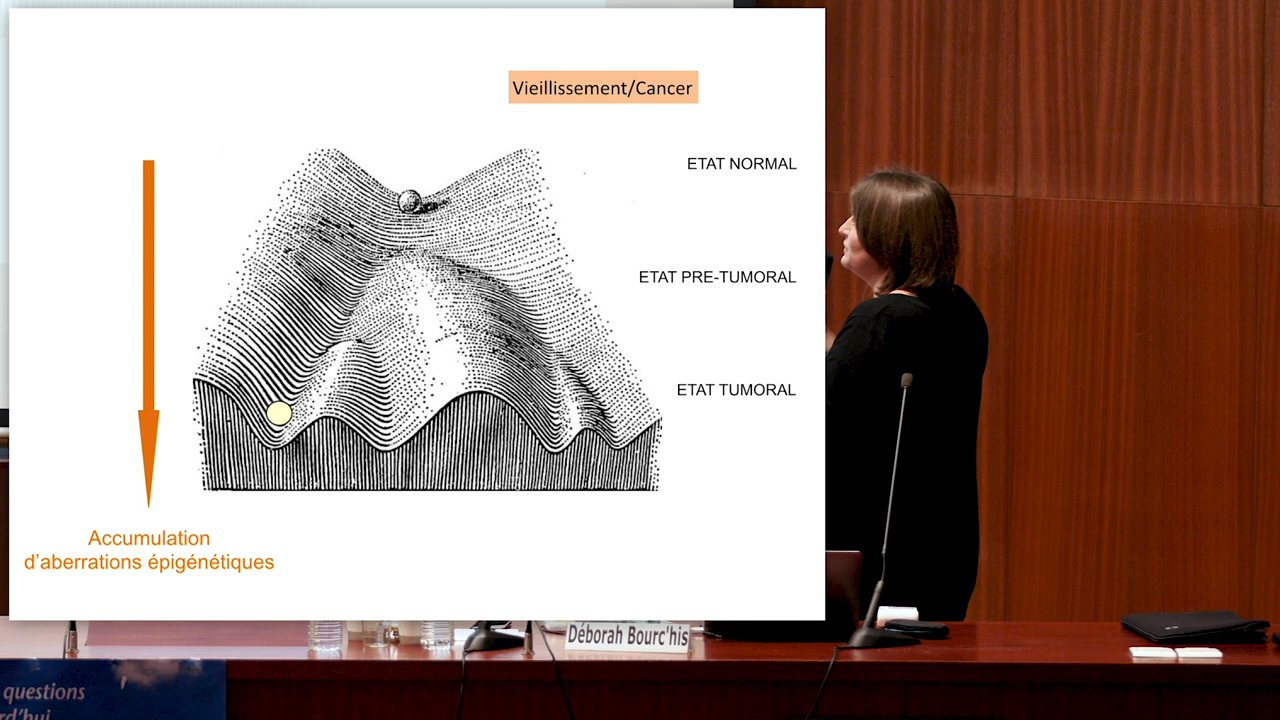 Vieillissement/Cancer
ETAT NORMAL
ETAT PRE-TUMORAL
ETAT TUMORAL
Accumulation
d'aberrations épigénétiques
Déborah Bourc'his
questions
rd'hui